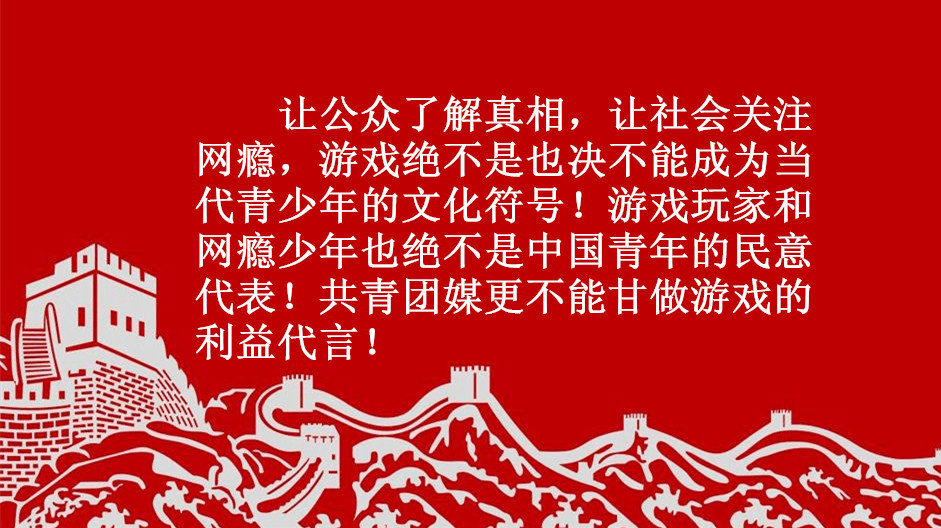 让公众了解真相，让社会关注
网瘾，游戏绝不是也决不能成为当
代青少年的文化符号！游戏玩家和
网瘾少年也绝不是中国青年的民意
代表！共青团媒更不能甘做游戏的
利益代言！